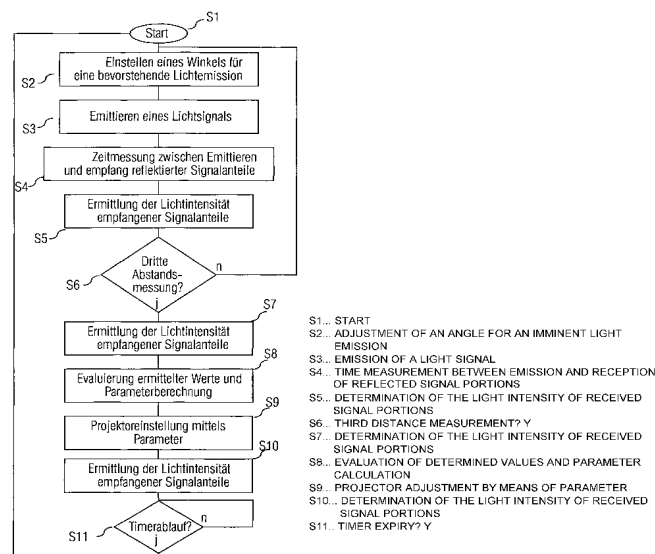 S1
Start
Einstellen eines Winkels für
eine bevorstehende Lichtemission
S2
Emittieren eines Lichtsignals
S3
Zeitmessung zwischen Emittieren
und empfang reflektierter Signalanteile
S4
Ermittlung der Lichtintensität
empfangener Signalanteile
S5
Dritte
Abstands-
messung?
n
S6
j
S7
Ermittlung der Lichtintensität
empfangener Signalanteile
S8
Evaluierung ermittelter Werte und
Parameterberechnung
S9
Projektoreinstellung mittels
Parameter
S10
Ermittlung der Lichtintensität
empfangener Signalanteile
n
Timerablauf?
S11
j
S1... START
S2... ADJUSTMENT OF AN ANGLE FOR AN IMMINENT LIGHT
EMISSION
S3... EMISSION OF A LIGHT SIGNAL
S4... TIME MEASUREMENT BETWEEN EMISSION AND RECEPTION
OF REFLECTED SIGNAL PORTIONS
S5... DETERMINATION OF THE LIGHT INTENSITY OF RECEIVED
SIGNAL PORTIONS
S6... THIRD DISTANCE MEASUREMENT? Y
S7... DETERMINATION OF THE LIGHT INTENSITY OF RECEIVED
SIGNAL PORTIONS
S8... EVALUATION OF DETERMINED VALUES AND PARAMETER
CALCULATION
S9... PROJECTOR ADJUSTMENT BY MEANS OF PARAMETER
S10... DETERMINATION OF THE LIGHT INTENSITY OF RECEIVED
SIGNAL PORTIONS
S11... TIMER EXPIRY? Y